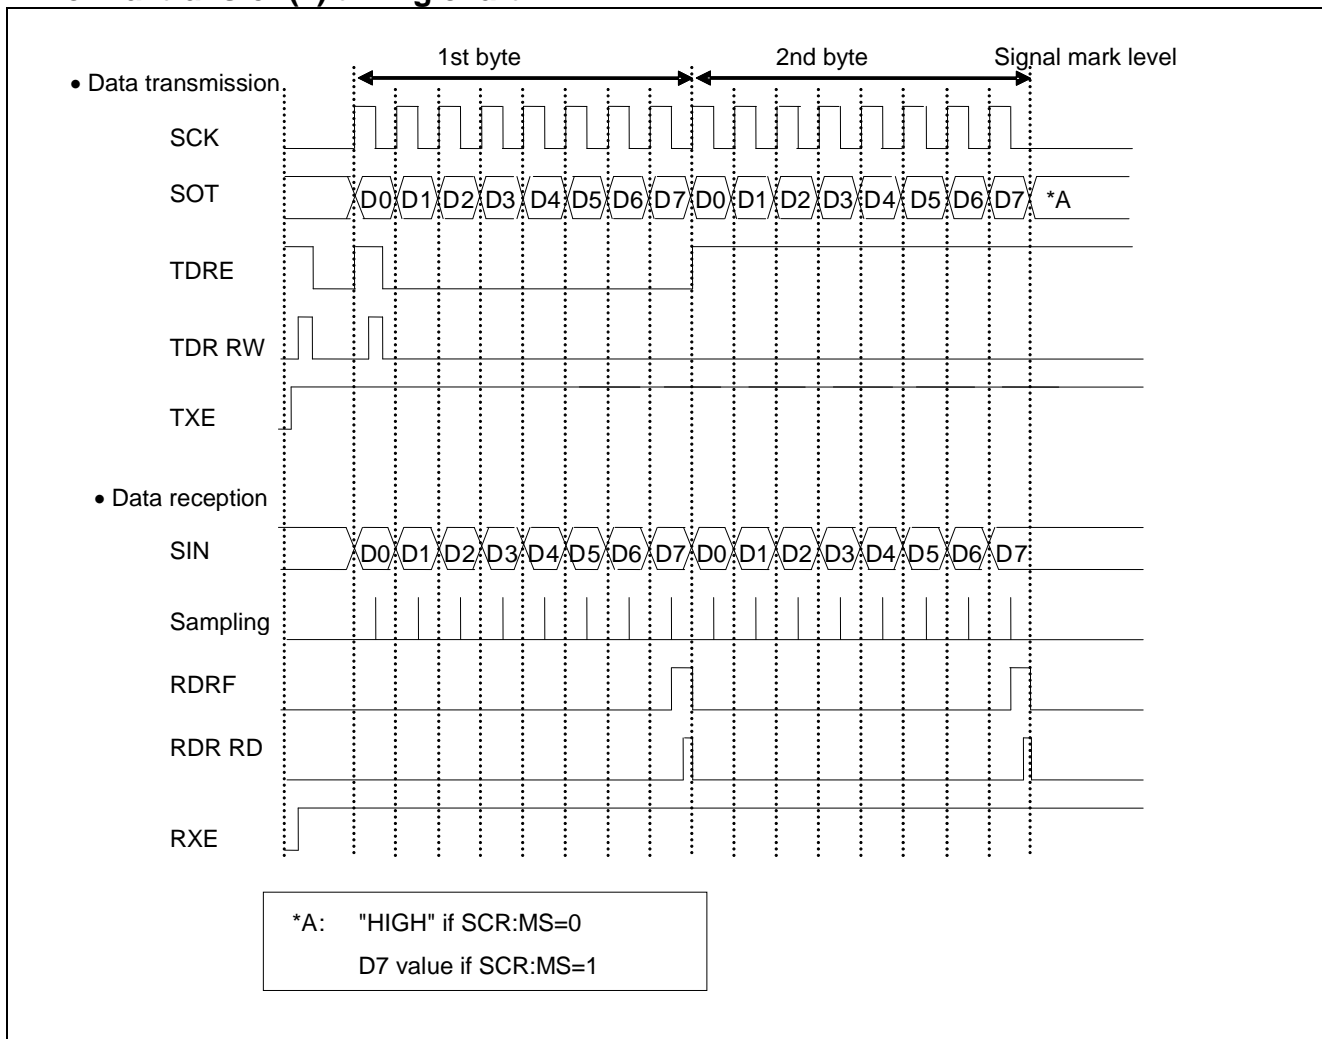 1st byte 2nd byte Signal mark level
• Data transmission
SCK
SOT D0 D1 D2 D3 D4 D5 D6 D7 D0 D1 D2 D3 D4 D5 D6 D7 *A
TDRE
TDR RW
TXE
• Data reception
SIN D0 D1 D2 D3 D4 D5 D6 D7 D0 D1 D2 D3 D4 D5 D6 D7
Sampling
RDRF
RDR RD
RXE
*A: "HIGH" if SCR:MS=0
D7 value if SCR:MS=1